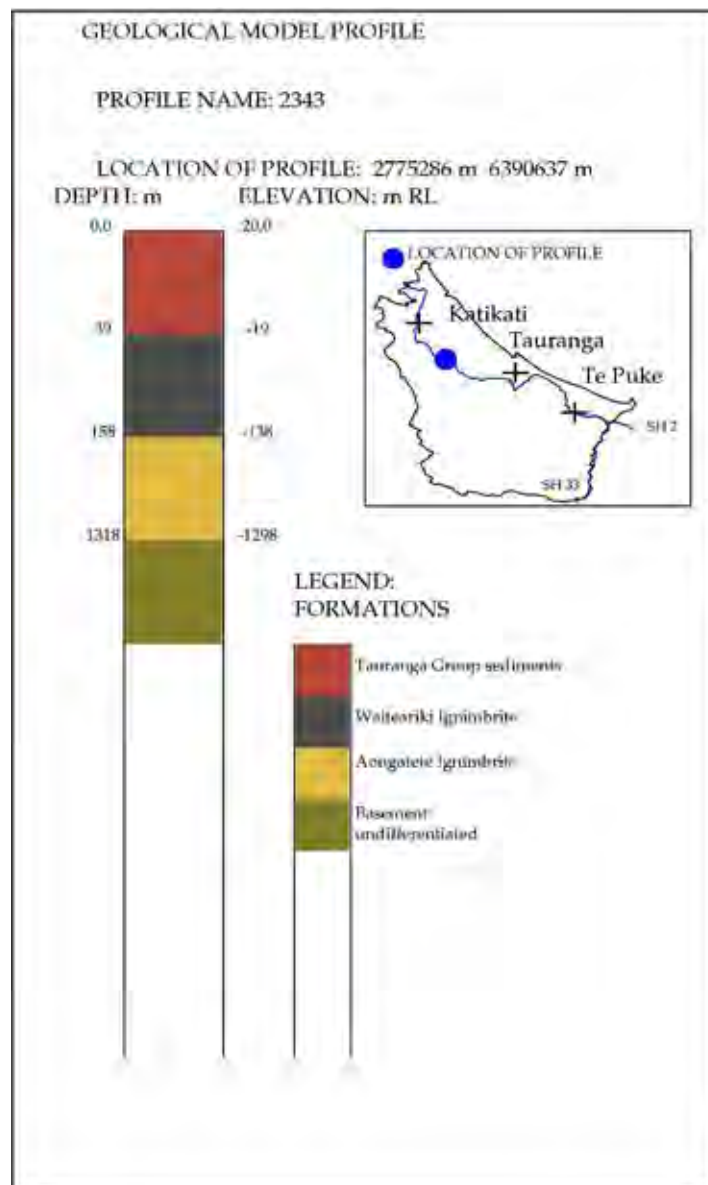 GEOLOGICAL MODEL PROFILE
PROFILE NAME: 2343
LOCATION OF PROFILE: 2775286 m 6390637 m
DEPTH: m ELEVATION: m RL
0.0 20.0
39 -19
158 -138
1318 -1298
LOCATION OF PROFILE
Katikati
Tauranga
Te Puke
SH 2
SH 33
LEGEND:
FORMATIONS
Tauranga Group sediments
Waiteariki Ignimbrite
Aongatete Ignimbrite
Basement
undifferentiated